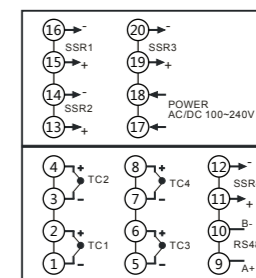 16 - 20 -
SSR1 SSR3
15 + 19 +
14 - 18
SSR2 POWER
AC/DC 100~240V
13 + 17
4 + 8 + 12 -
TC2 TC4
3 - 7 - 11 +
2 + 6 + 10 B-
TC1 TC3
1 - 5 - 9 A+